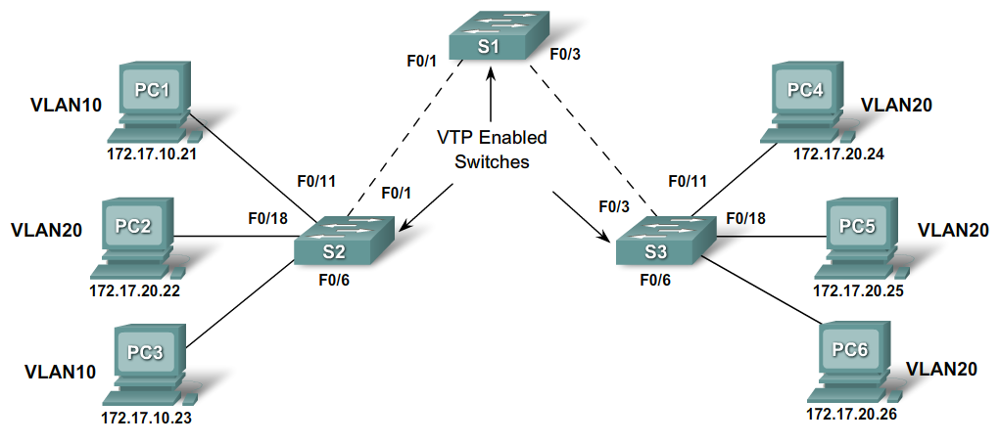 S1
F0/1
F0/3
VTP Enabled
Switches
VLAN10
PC1
172.17.10.21
F0/11
VLAN20
PC2
172.17.20.22
F0/18
F0/1
S2
F0/6
VLAN10
PC3
172.17.10.23
PC4
VLAN20
172.17.20.24
F0/11
F0/3
F0/18
S3
F0/6
PC5
VLAN20
172.17.20.25
PC6
VLAN20
172.17.20.26